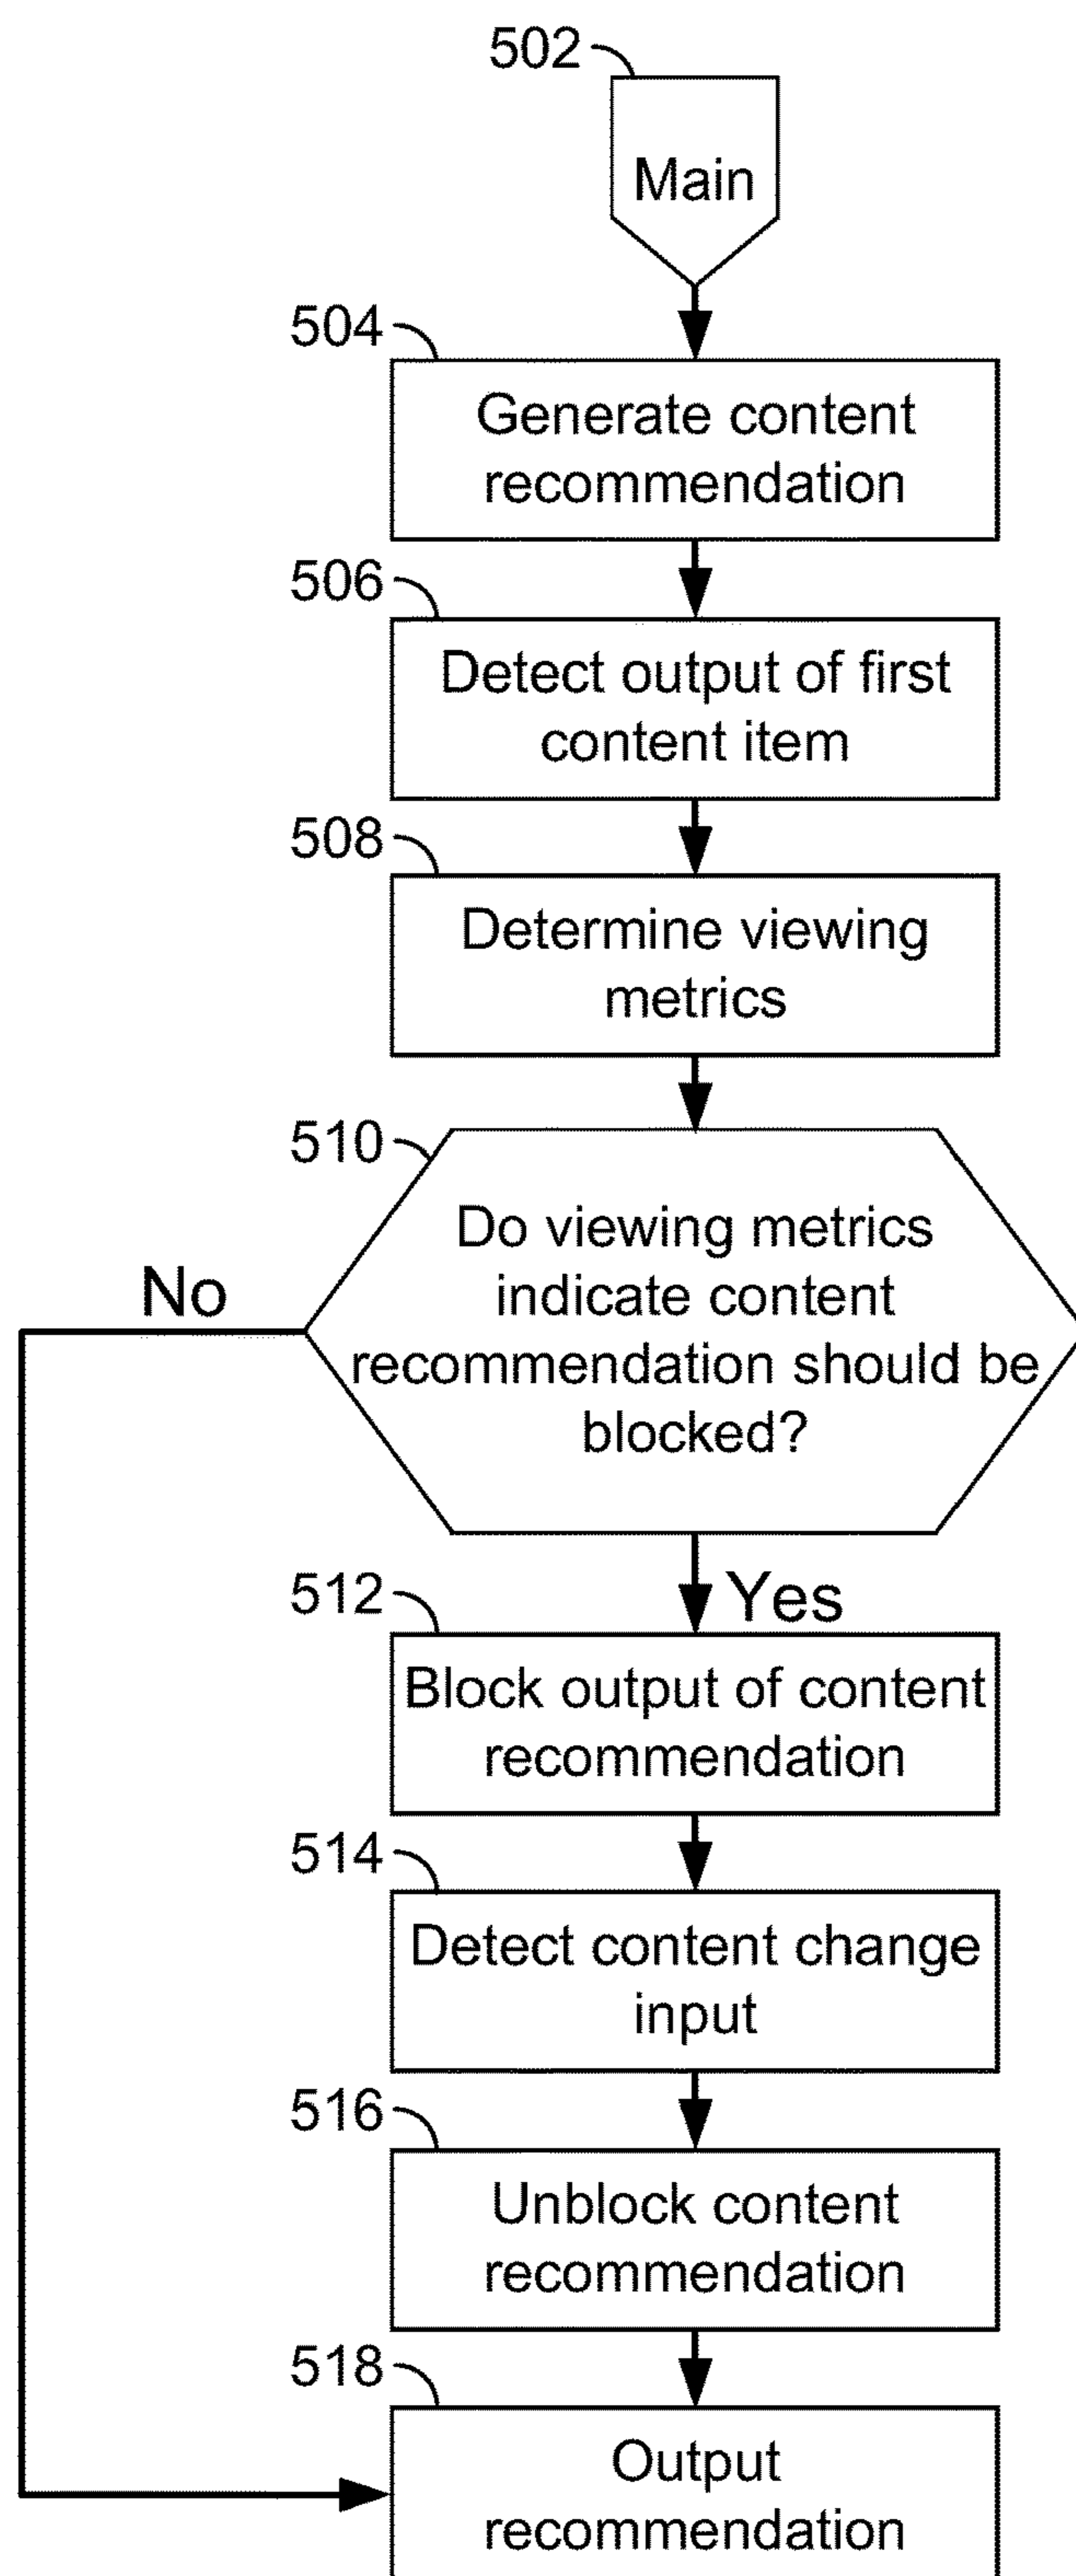 502
Main
504
Generate content
recommendation
506
Detect output of first
content item
508
Determine viewing
metrics
510
Do viewing metrics
indicate content
recommendation should be
blocked?
No
Yes
512
Block output of content
recommendation
514
Detect content change
input
516
Unblock content
recommendation
518
Output
recommendation